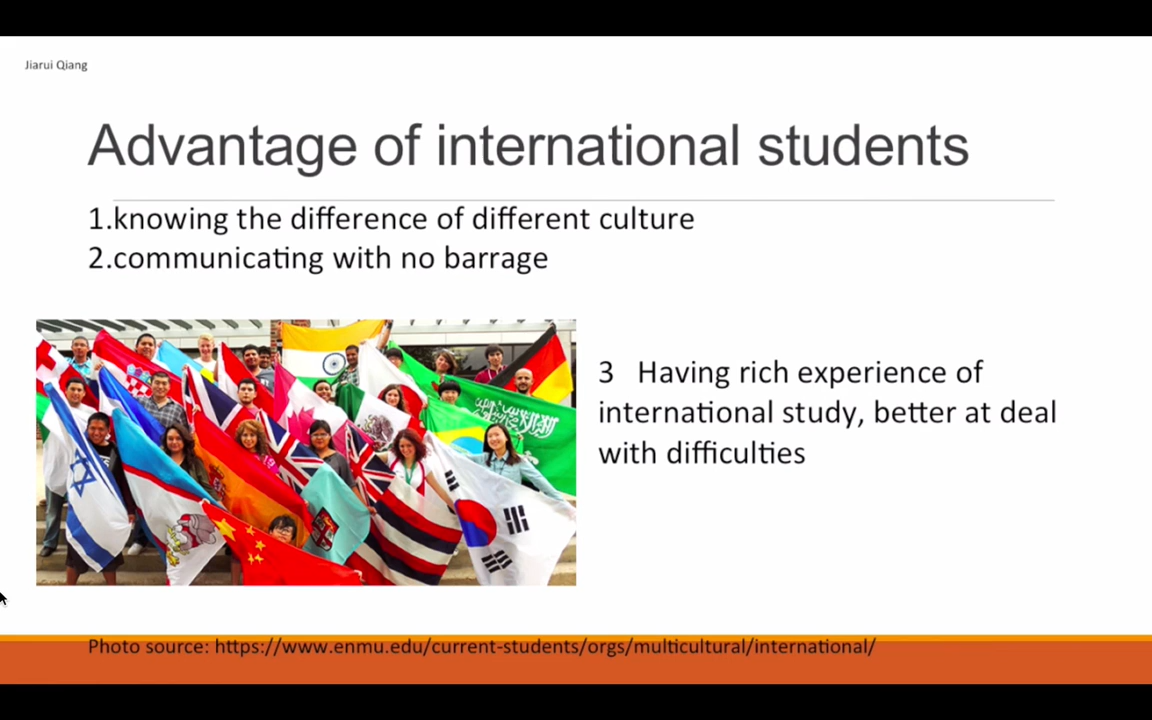 Jiarui Qiang
Advantage of international students
1.knowing the difference of different culture
2.communicating with no barrage
3 Having rich experience of
international study, better at deal
with difficulties
Photo source: https://www.enmu.edu/current-students/orgs/multicultural/international/